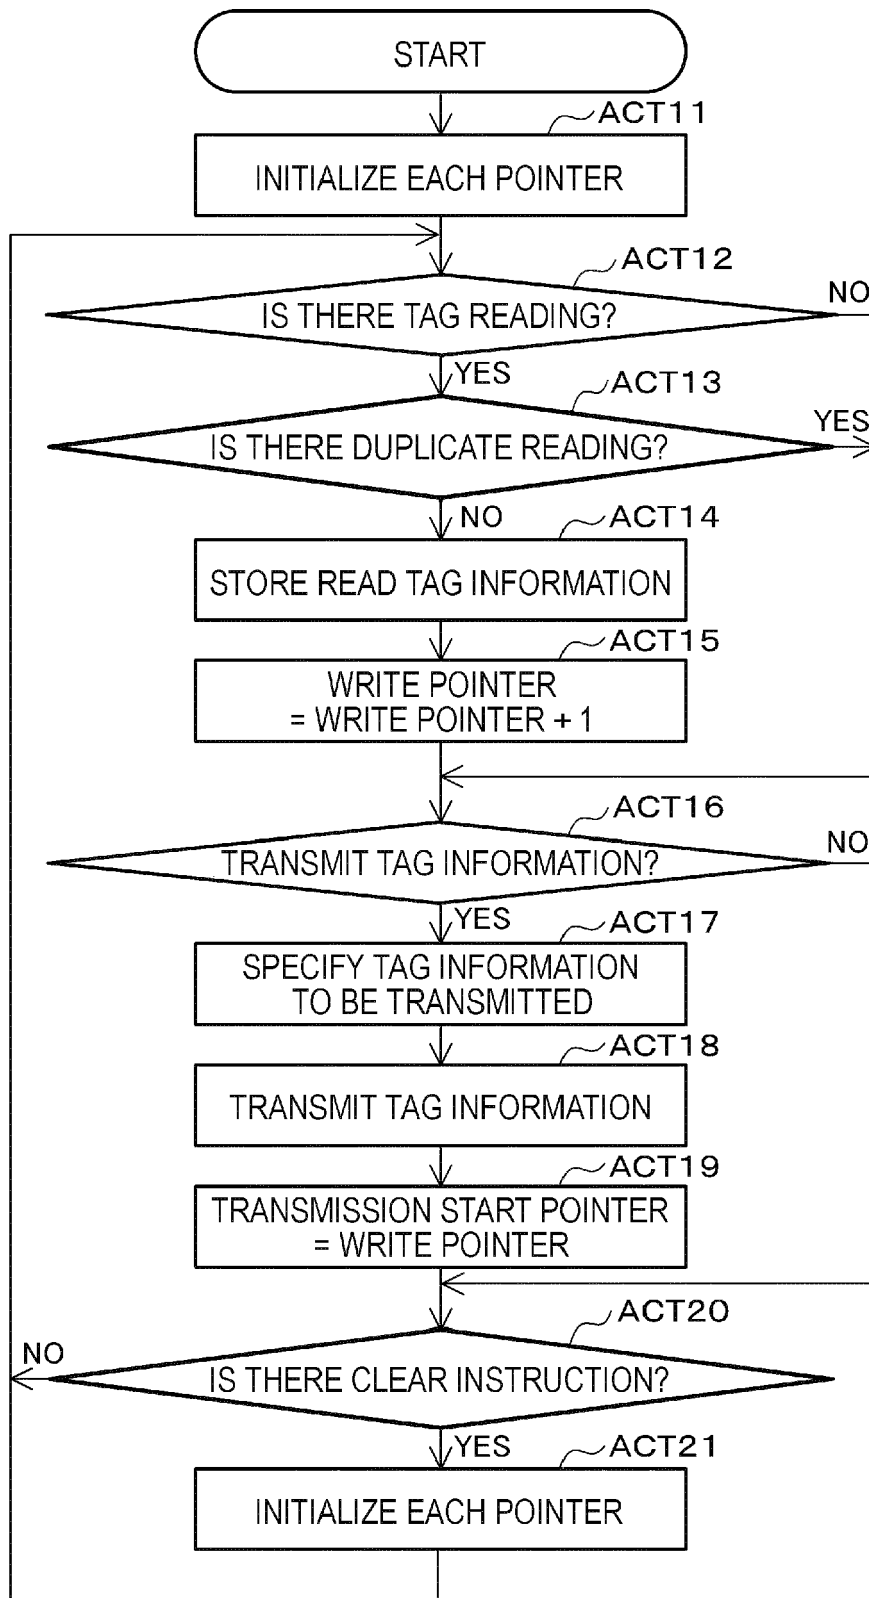 START
ACT11
INITIALIZE EACH POINTER
ACT12
IS THERE TAG READING?
NO
YES
ACT13
IS THERE DUPLICATE READING?
YES
NO
ACT14
STORE READ TAG INFORMATION
ACT15
WRITE POINTER
= WRITE POINTER + 1
ACT16
TRANSMIT TAG INFORMATION?
NO
YES
ACT17
SPECIFY TAG INFORMATION
TO BE TRANSMITTED
ACT18
TRANSMIT TAG INFORMATION
ACT19
TRANSMISSION START POINTER
= WRITE POINTER
ACT20
NO
IS THERE CLEAR INSTRUCTION?
YES
ACT21
INITIALIZE EACH POINTER